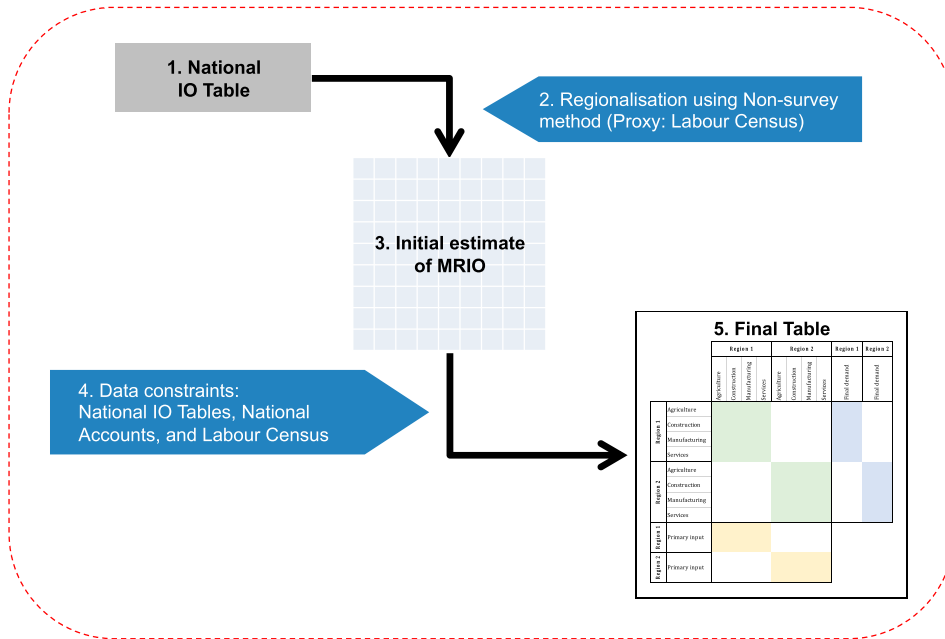 1. National
IO Table
2. Regionalisation using Non-survey
method (Proxy: Labour Census)
3. Initial estimate
of MRIO
4. Data constraints:
National IO Tables, National
Accounts, and Labour Census
5. Final Table
Region 1
Region 2
Region 1
Region 2
Agriculture
Construction
Manufacturing
Services
Agriculture
Construction
Manufacturing
Services
Final demand
Final demand
Region 1
Agriculture
Construction
Manufacturing
Services
Region 2
Agriculture
Construction
Manufacturing
Services
Region 1
Primary input
Region 2
Primary input